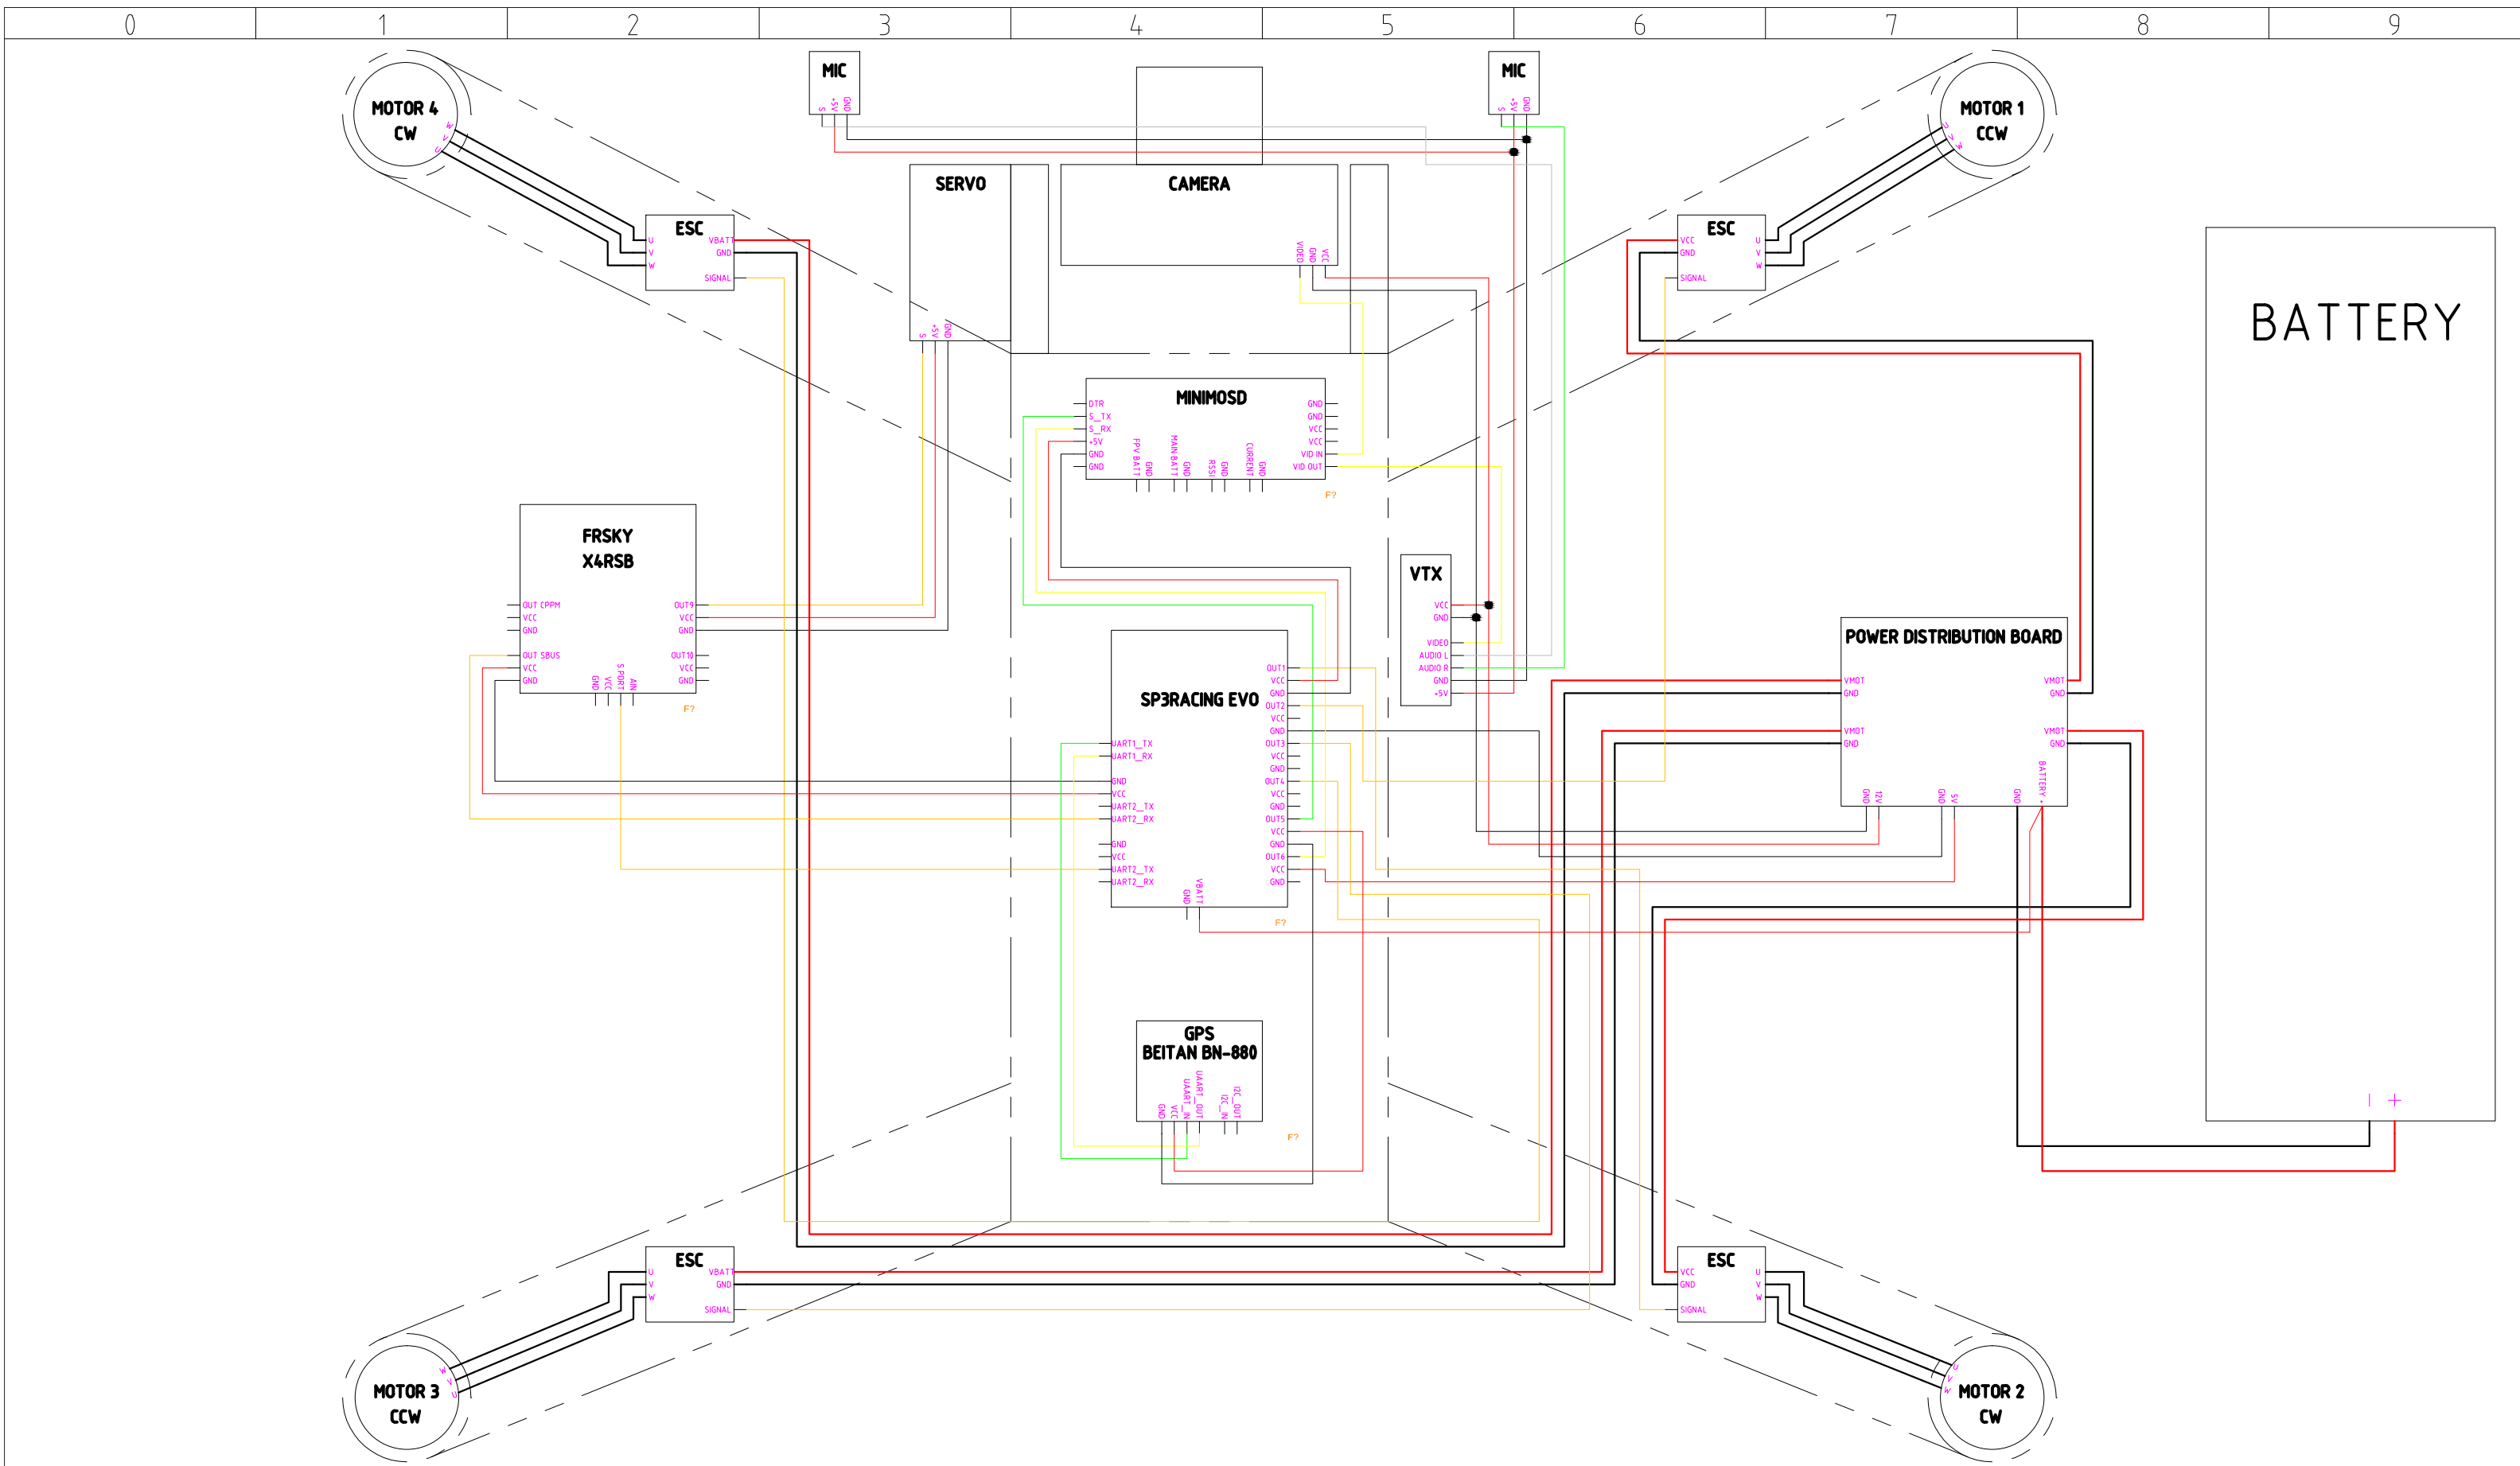 0 1 2 3 4 5 6 7 8 9
MOTOR 4
CW
MIC
S
+5V
GND
MIC
S
+5V
GND
MOTOR 1
CCW
W
V
U
U
V
W
SERVO
S
+5V
GND
CAMERA
VIDEO
GND
VCC
ESC
U
V
W
VBATT
GND
SIGNAL
ESC
VCC
GND
SIGNAL
U
V
W
BATTERY
- +
MINIMOSD
DTR
S_TX
S_RX
+5V
GND
GND
FPV BATT
GND
MAIN BATT
GND
RSSI
GND
CURRENT
GND
GND
GND
VCC
VCC
VID IN
VID OUT
F?
FRSKY
X4RSB
OUT CPPM
VCC
GND
OUT SBUS
VCC
GND
GND
VCC
S.PORT
AIN
OUT9
VCC
GND
OUT10
VCC
GND
F?
VTX
VCC
GND
VIDEO
AUDIO L
AUDIO R
GND
+5V
SP3RACING EVO
UART1_TX
UART1_RX
GND
VCC
UART2_TX
UART2_RX
GND
VCC
UART2_TX
UART2_RX
GND
VBATT
OUT1
VCC
GND
OUT2
VCC
GND
OUT3
VCC
GND
OUT4
VCC
GND
OUT5
VCC
GND
OUT6
VCC
GND
F?
POWER DISTRIBUTION BOARD
VMOT
GND
VMOT
GND
VMOT
GND
VMOT
GND
GND
12V
GND
5V
GND
BATTERY +
GPS
BEITAN BN-880
GND
VCC
UAART_IN
UAART_OUT
I2C_IN
I2C_OUT
F?
ESC
U
V
W
VBATT
GND
SIGNAL
ESC
VCC
GND
SIGNAL
U
V
W
W
V
U
MOTOR 3
CCW
U
V
W
MOTOR 2
CW